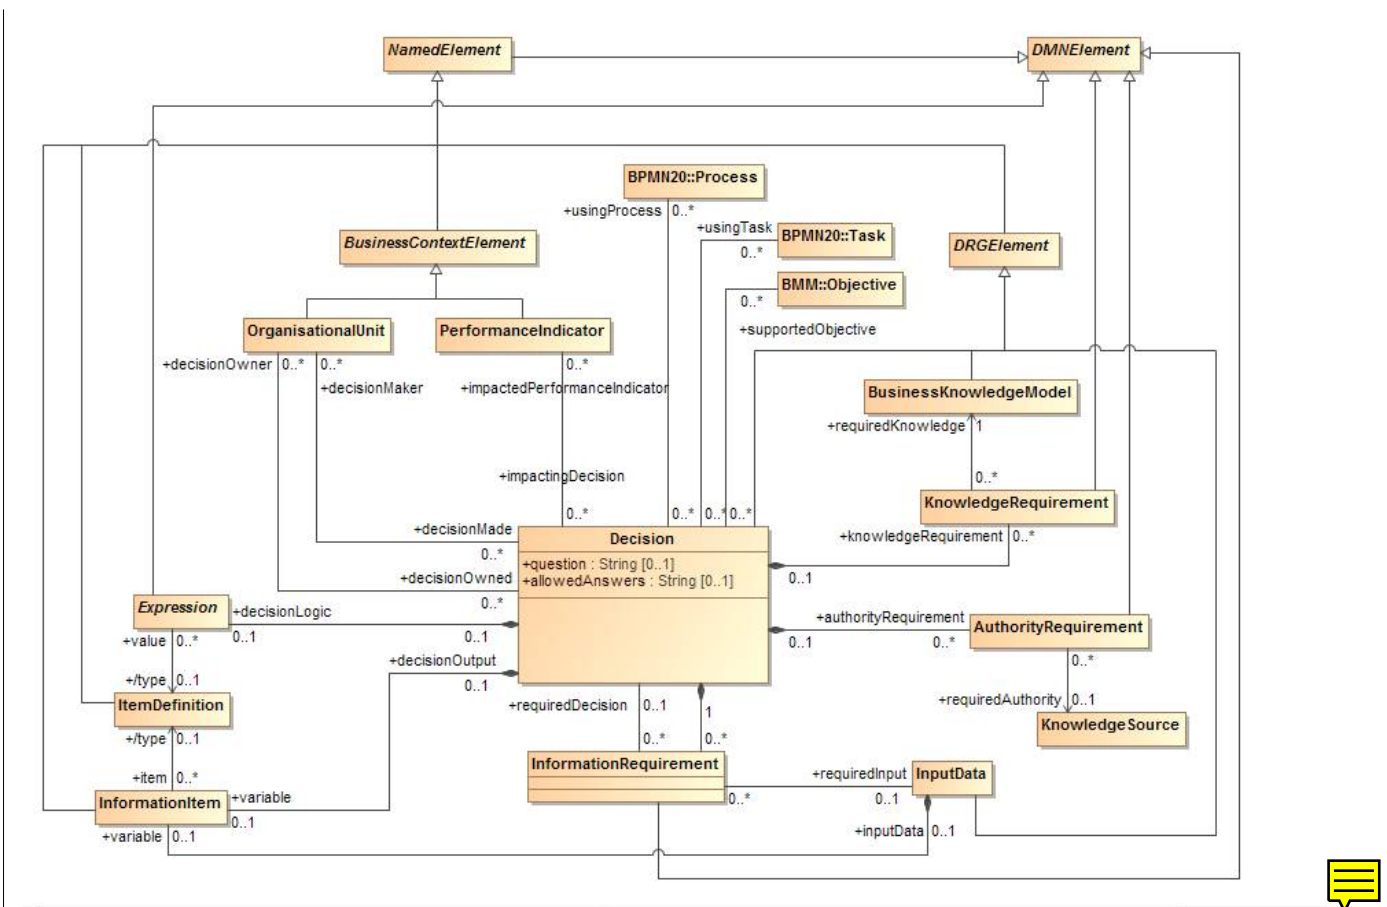 NamedElement
DMNElement
BPMN20::Process
+usingProcess 0..*
+usingTask
BPMN20::Task
0..*
BusinessContextElement
DRGElement
BMM::Objective
0..*
+supportedObjective
OrganisationalUnit
PerformanceIndicator
+decisionOwner 0..* 0..*
0..*
+decisionMaker
+impactedPerformanceIndicator
BusinessKnowledgeModel
+requiredKnowledge 1
+impactingDecision
0..*
KnowledgeRequirement
0..*
0..* 0..* 0..*
+decisionMade
0..*
Decision
+knowledgeRequirement 0..*
+question : String [0..1]
+allowedAnswers : String [0..1]
0..1
+decisionOwned
0..*
Expression
+decisionLogic
0..1
0..1
+authorityRequirement
0..1
0..*
AuthorityRequirement
+value 0..*
0..*
+decisionOutput
0..1
+/type 0..1
ItemDefinition
+requiredDecision 0..1
1
+requiredAuthority 0..1
KnowledgeSource
+/type 0..1
0..* 0..*
InformationRequirement
+item 0..*
+requiredInput
InputData
InformationItem
+variable
0..1
0..*
0..1
+variable 0..1
+inputData 0..1